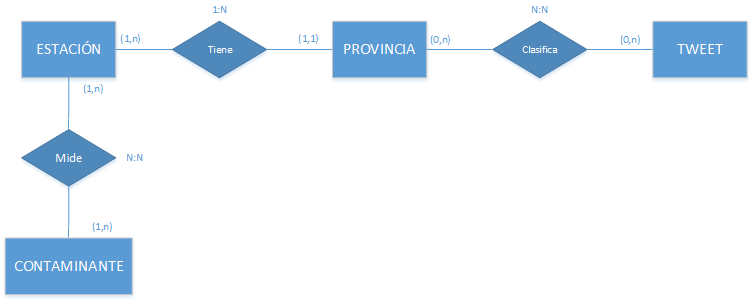 1:N
N:N
ESTACIÓN
(1,n)
Tiene
(1,1)
PROVINCIA
(0,n)
Clasifica
(0,n)
TWEET
(1,n)
Mide
N:N
(1,n)
CONTAMINANTE